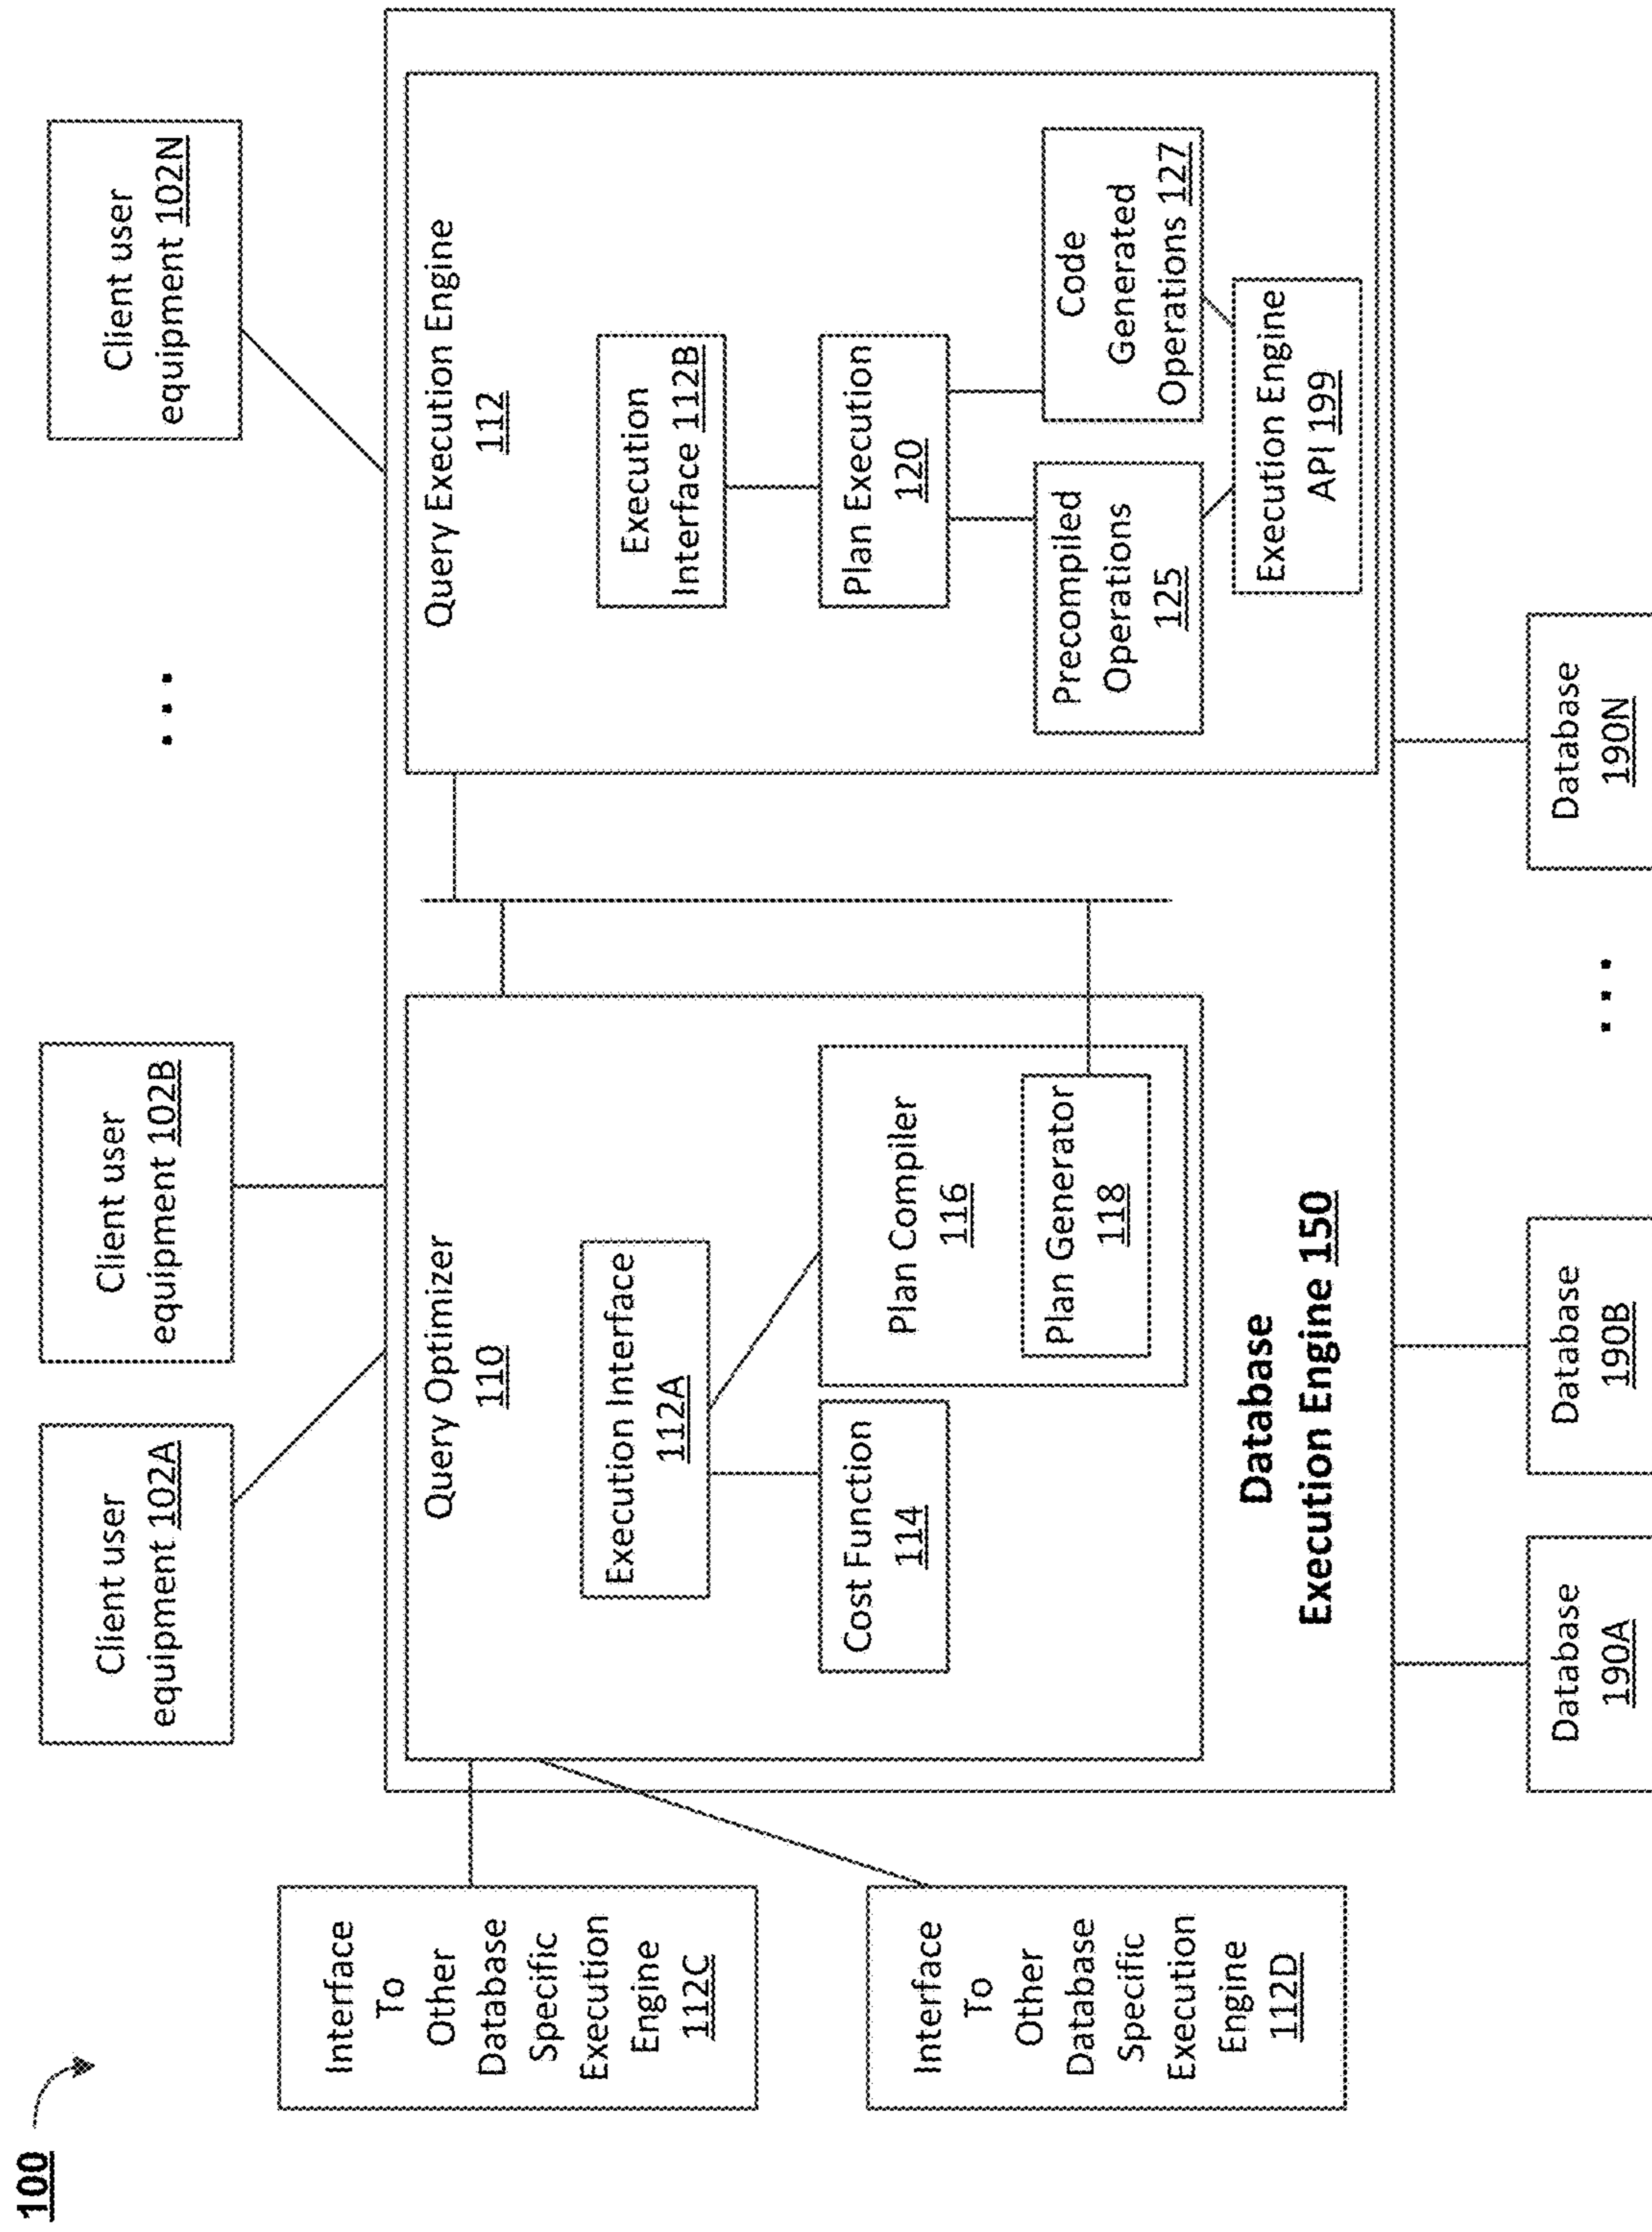 100
Client user
equipment 102A
Client user
equipment 102B
...
Client user
equipment 102N
Interface
To
Other
Database
Specific
Execution
Engine
112C
Interface
To
Other
Database
Specific
Execution
Engine
112D
Query Optimizer
110
Execution Interface
112A
Cost Function
114
Plan Compiler
116
Plan Generator
118
Query Execution Engine
112
Execution
Interface 112B
Plan Execution
120
Precompiled
Operations
125
Code
Generated
Operations 127
Execution Engine
API 199
Database
Execution Engine 150
Database
190A
Database
190B
...
Database
190N